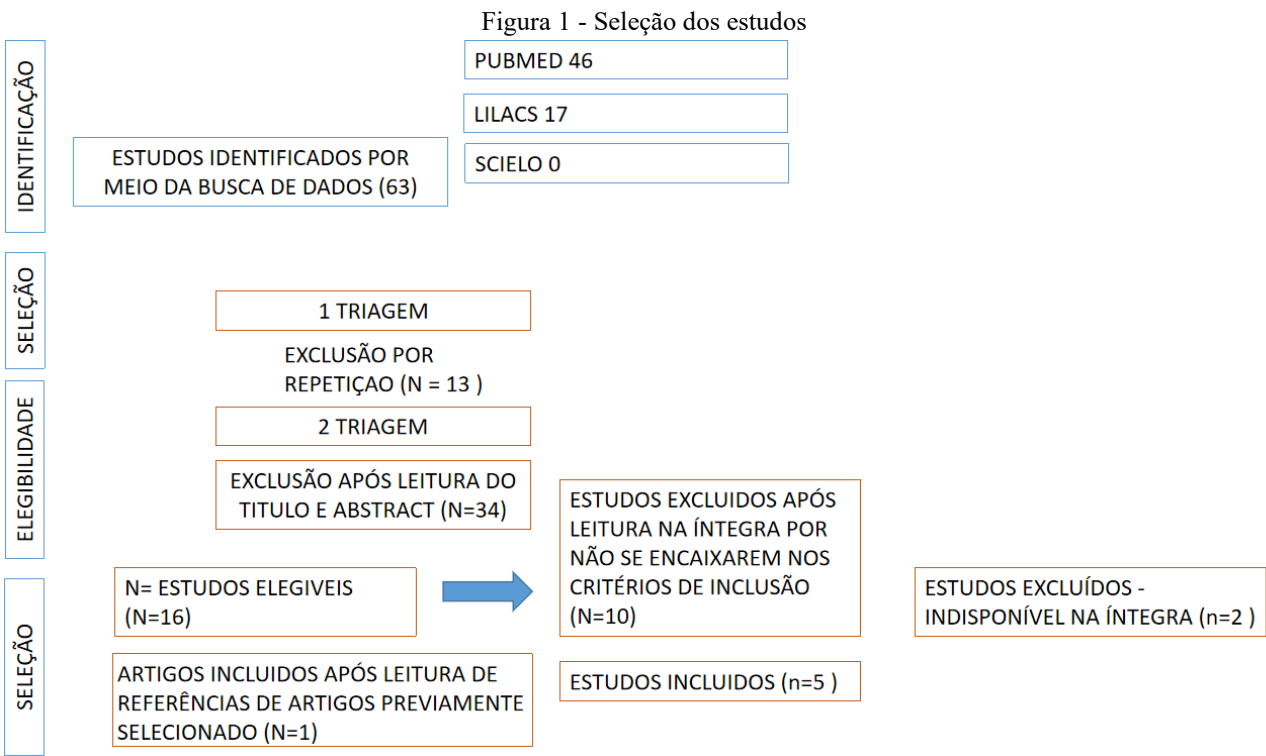 Figura 1 - Seleção dos estudos
IDENTIFICAÇÃO
PUBMED 46
LILACS 17
SCIELO 0
ESTUDOS IDENTIFICADOS POR
MEIO DA BUSCA DE DADOS (63)
SELEÇÃO
1 TRIAGEM
EXCLUSÃO POR
REPETIÇAO (N = 13 )
ELEGIBILIDADE
2 TRIAGEM
EXCLUSÃO APÓS LEITURA DO
TITULO E ABSTRACT (N=34)
ESTUDOS EXCLUIDOS APÓS
LEITURA NA ÍNTEGRA POR
NÃO SE ENCAIXAREM NOS
CRITÉRIOS DE INCLUSÃO
(N=10)
SELEÇÃO
N= ESTUDOS ELEGIVEIS
(N=16)
ESTUDOS EXCLUÍDOS -
INDISPONÍVEL NA ÍNTEGRA (n=2 )
ARTIGOS INCLUIDOS APÓS LEITURA DE
REFERÊNCIAS DE ARTIGOS PREVIAMENTE
SELECIONADO (N=1)
ESTUDOS INCLUIDOS (n=5 )